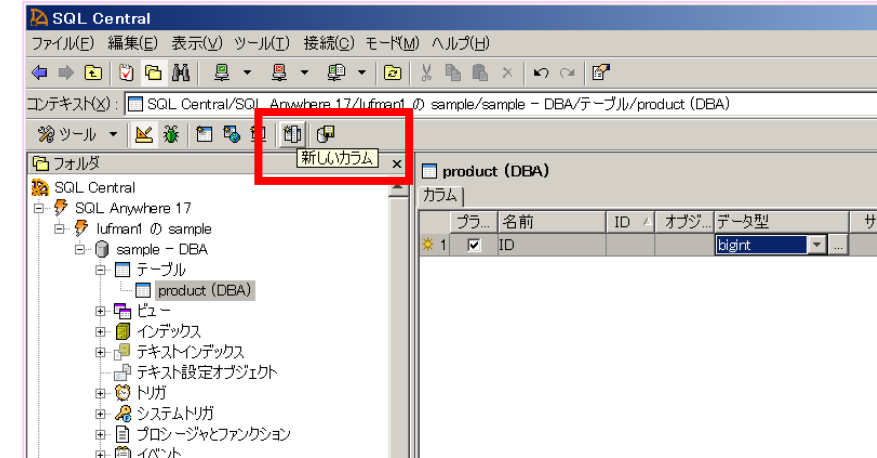 SQL Central
ファイル(F) 編集(E) 表示(V) ツール(T) 接続(C) モード(M) ヘルプ(H)
コンテキスト(X): SQL Central/SQL Anywhere 17/lufman1 の sample/sample - DBA/テーブル/product (DBA)
ツール
新しいカラム
フォルダ
SQL Central
SQL Anywhere 17
lufman1 の sample
sample - DBA
テーブル
product (DBA)
ビュー
インデックス
テキストインデックス
テキスト設定オブジェクト
トリガ
システムトリガ
プロシージャとファンクション
イベント
product (DBA)
カラム
プラ... 名前 ID オブジ... データ型 サ
1 ID bigint ...